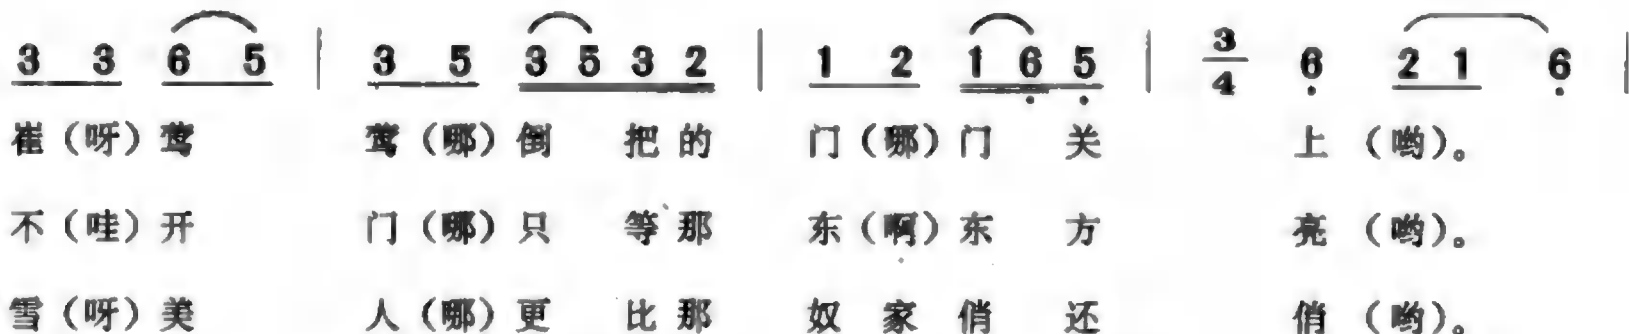 3 3 6 5 | 3 5 3 5 3 2 | 1 2 1 6̣ 5̣ | 3/4 6̣ 2 1 6̣ |
崔（呀）莺 莺（哪）倒 把的 门（哪）门 关 上（哟）。
不（哇）开 门（哪）只 等那 东（啊）东 方 亮（哟）。
雪（呀）美 人（哪）更 比那 奴 家 俏 还 俏（哟）。